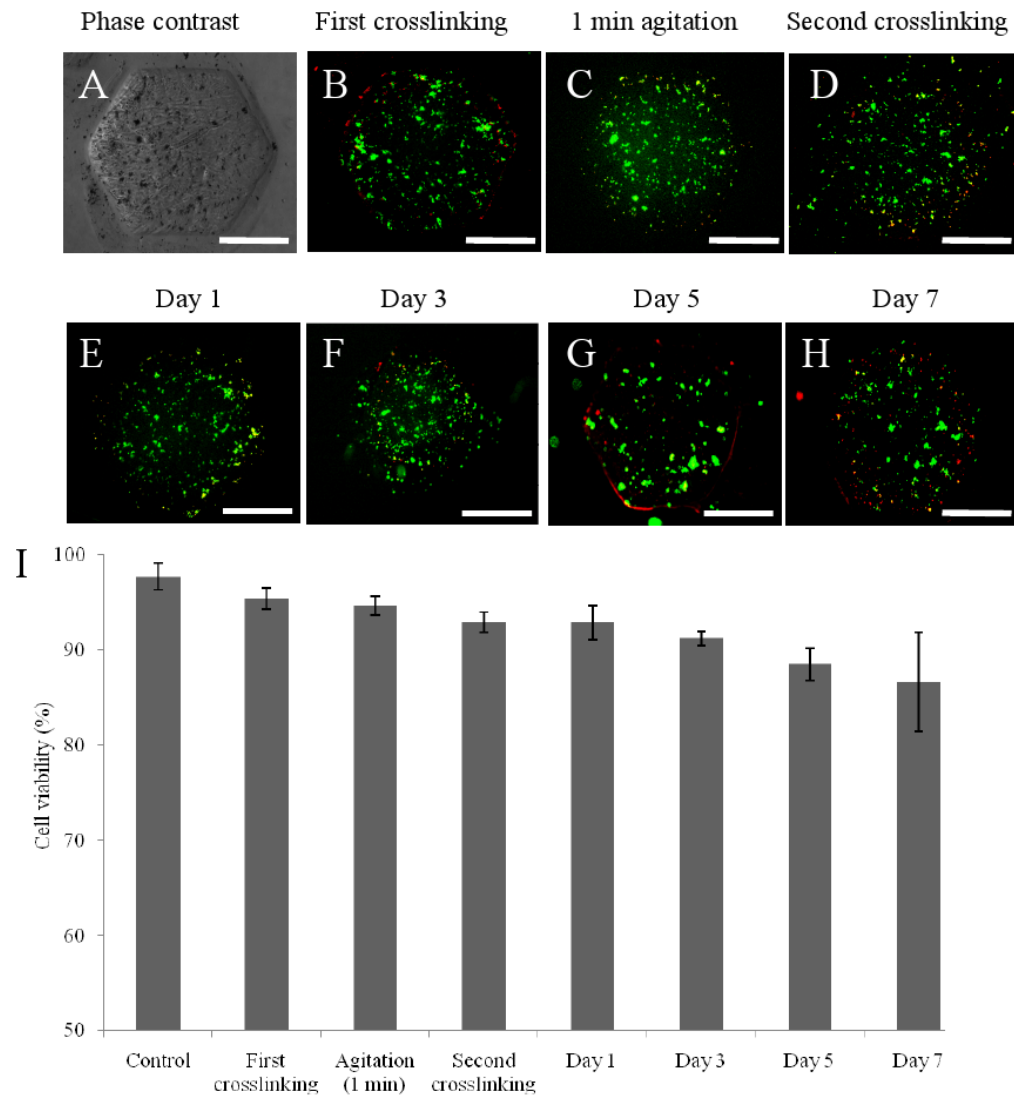 Phase contrast First crosslinking 1 min agitation Second crosslinking
A B C D
Day 1 Day 3 Day 5 Day 7
E F G H
I
100
90
80
70
60
50
Cell viability (%)
Control First crosslinking Agitation (1 min) Second crosslinking Day 1 Day 3 Day 5 Day 7